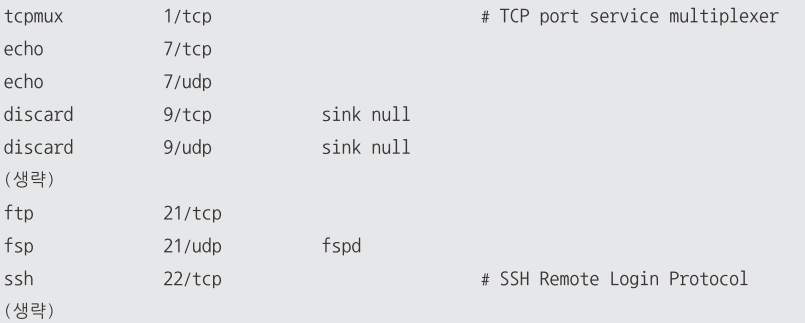 tcpmux 1/tcp # TCP port service multiplexer
echo 7/tcp
echo 7/udp
discard 9/tcp sink null
discard 9/udp sink null
(생략)
ftp 21/tcp
fsp 21/udp fspd
ssh 22/tcp # SSH Remote Login Protocol
(생략)